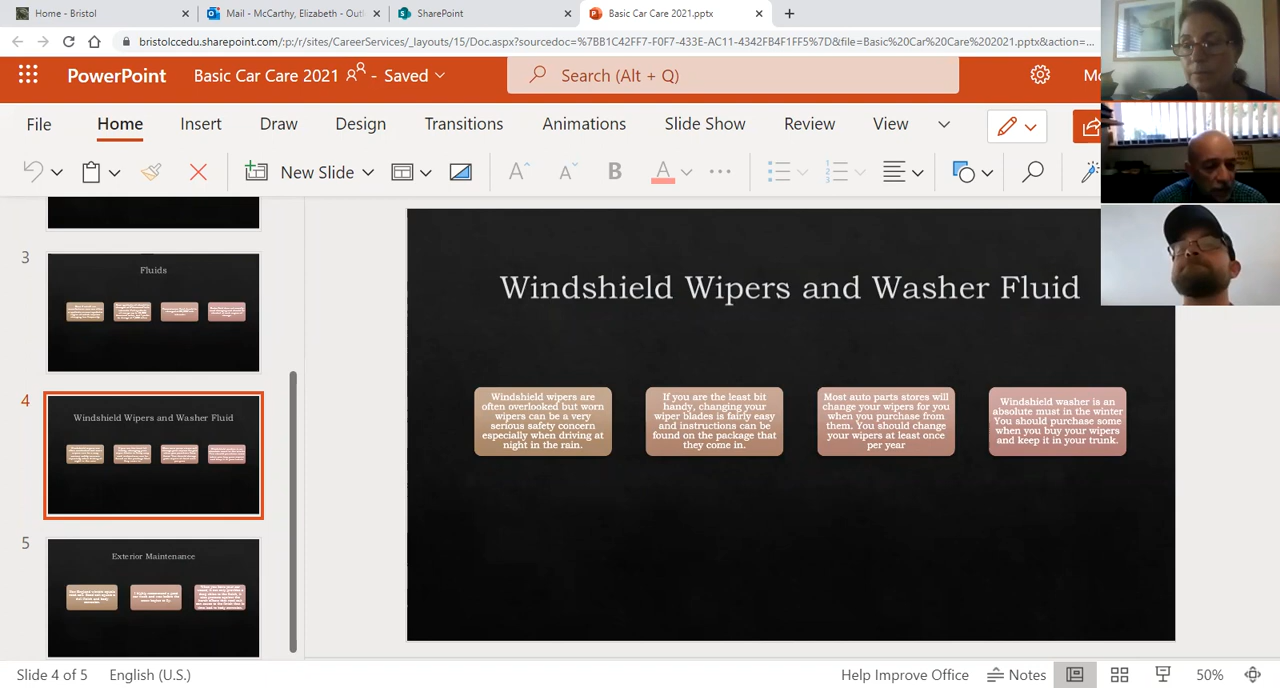 Home - Bristol
Mail - McCarthy, Elizabeth - Outl
SharePoint
Basic Car Care 2021.pptx
bristolccedu.sharepoint.com/:p:/r/sites/CareerServices/_layouts/15/Doc.aspx?sourcedoc=%7BB1C42FF7-F0F7-433E-AC11-4342FB4F1FF5%7D&file=Basic%20Car%20Care%202021.pptx&action=...
PowerPoint
Basic Car Care 2021 - Saved
Search (Alt + Q)
File
Home
Insert
Draw
Design
Transitions
Animations
Slide Show
Review
View
New Slide
3
Fluids
4
Windshield Wipers and Washer Fluid
5
Exterior Maintenance
Windshield Wipers and Washer Fluid
Windshield wipers are
often overlooked but worn
wipers can be a very
serious safety concern
especially when driving at
night in the rain.
If you are the least bit
handy, changing your
wiper blades is fairly easy
and instructions can be
found on the package that
they come in.
Most auto parts stores will
change your wipers for you
when you purchase from
them. You should change
your wipers at least once
per year
Windshield washer is an
absolute must in the winter
You should purchase some
when you buy your wipers
and keep it in your trunk.
Slide 4 of 5
English (U.S.)
Help Improve Office
Notes
50%